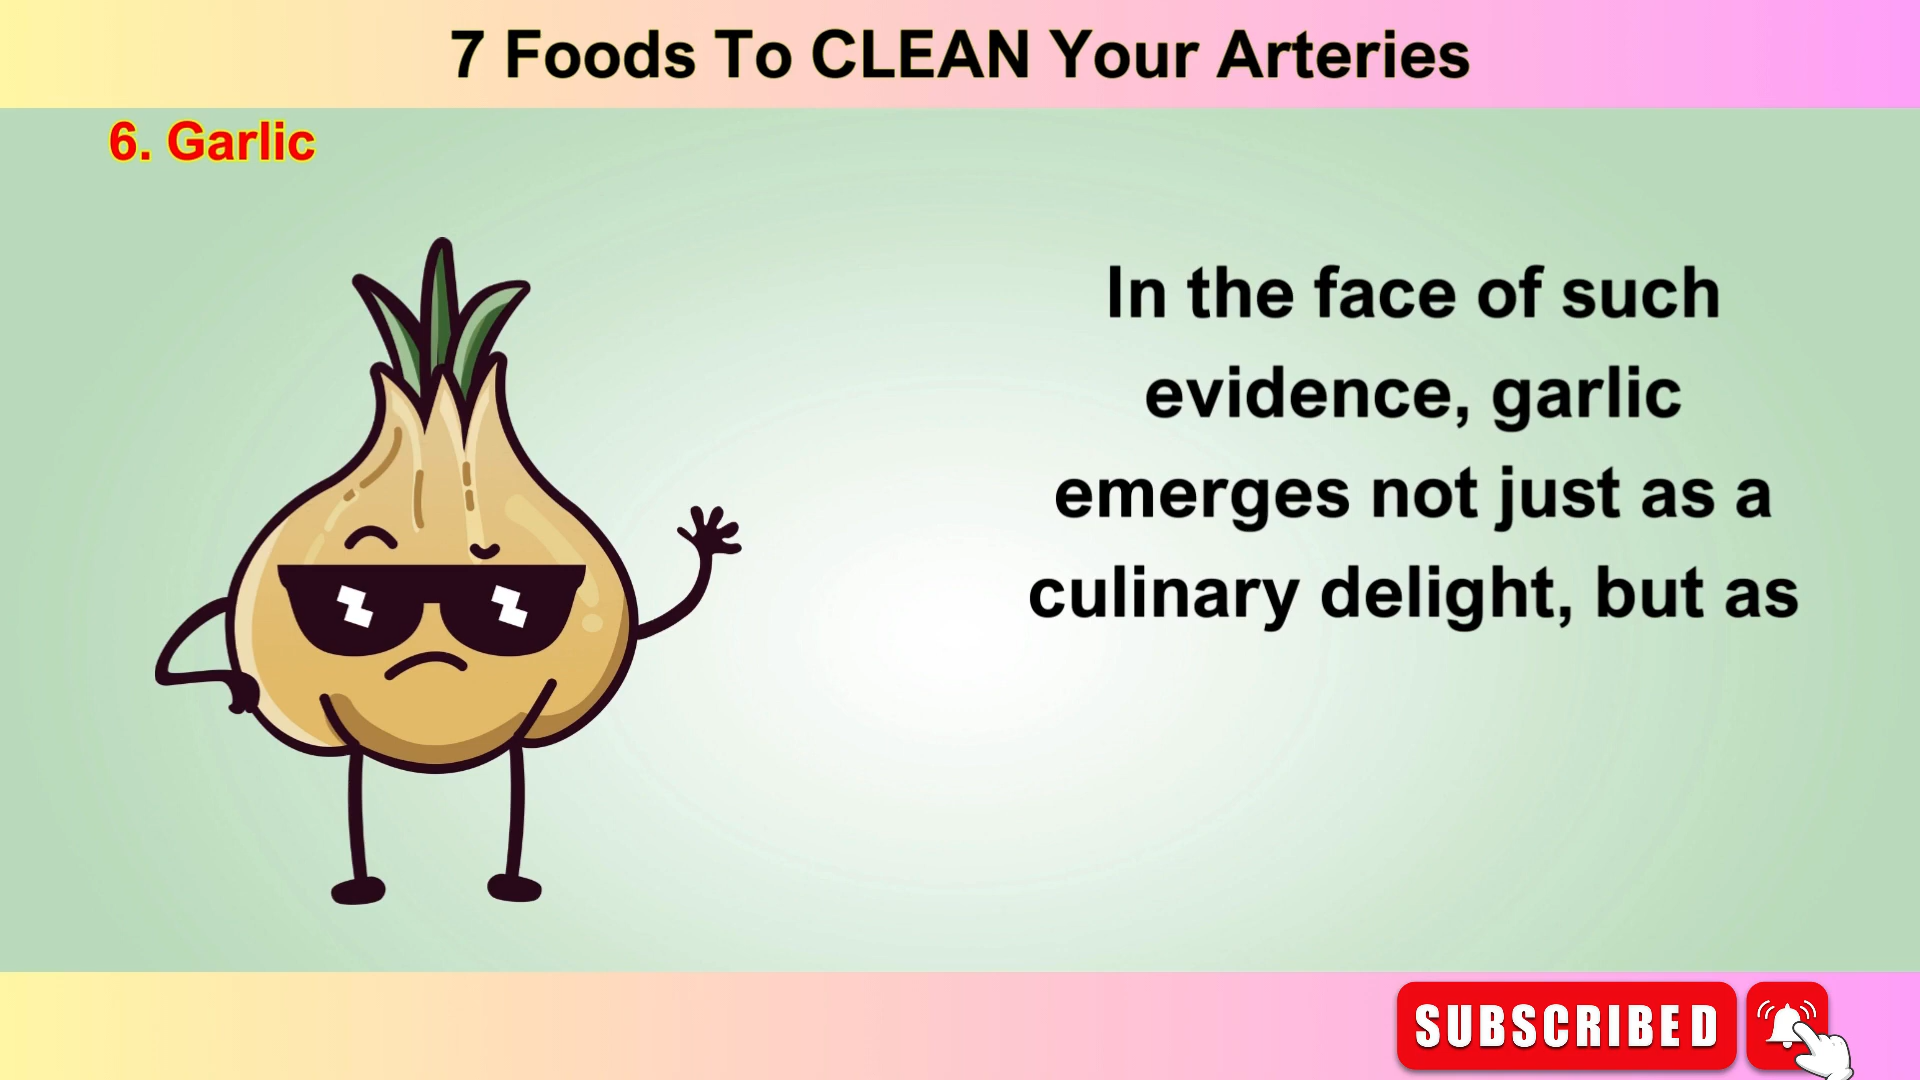 7 Foods To CLEAN Your Arteries
6. Garlic
In the face of such
evidence, garlic
emerges not just as a
culinary delight, but as
SUBSCRIBED